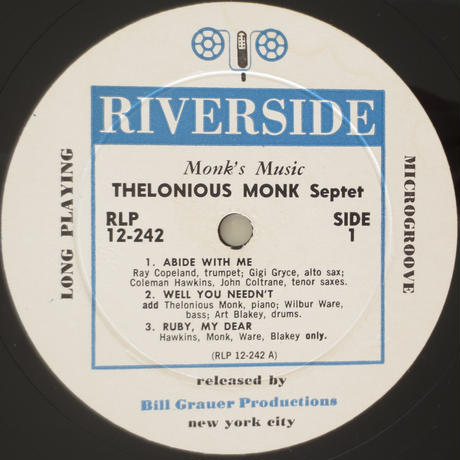 RIVERSIDE
Monk's Music
THELONIOUS MONK Septet
RLP
12-242
SIDE
1
LONG PLAYING
MICROGROOVE
1. ABIDE WITH ME
Ray Copeland, trumpet; Gigi Gryce, alto sax;
Coleman Hawkins, John Coltrane, tenor saxes.
2. WELL YOU NEEDN'T
add Thelonious Monk, piano; Wilbur Ware,
bass; Art Blakey, drums.
3. RUBY, MY DEAR
Hawkins, Monk, Ware, Blakey only.
(RLP 12-242 A)
released by
Bill Grauer Productions
new york city